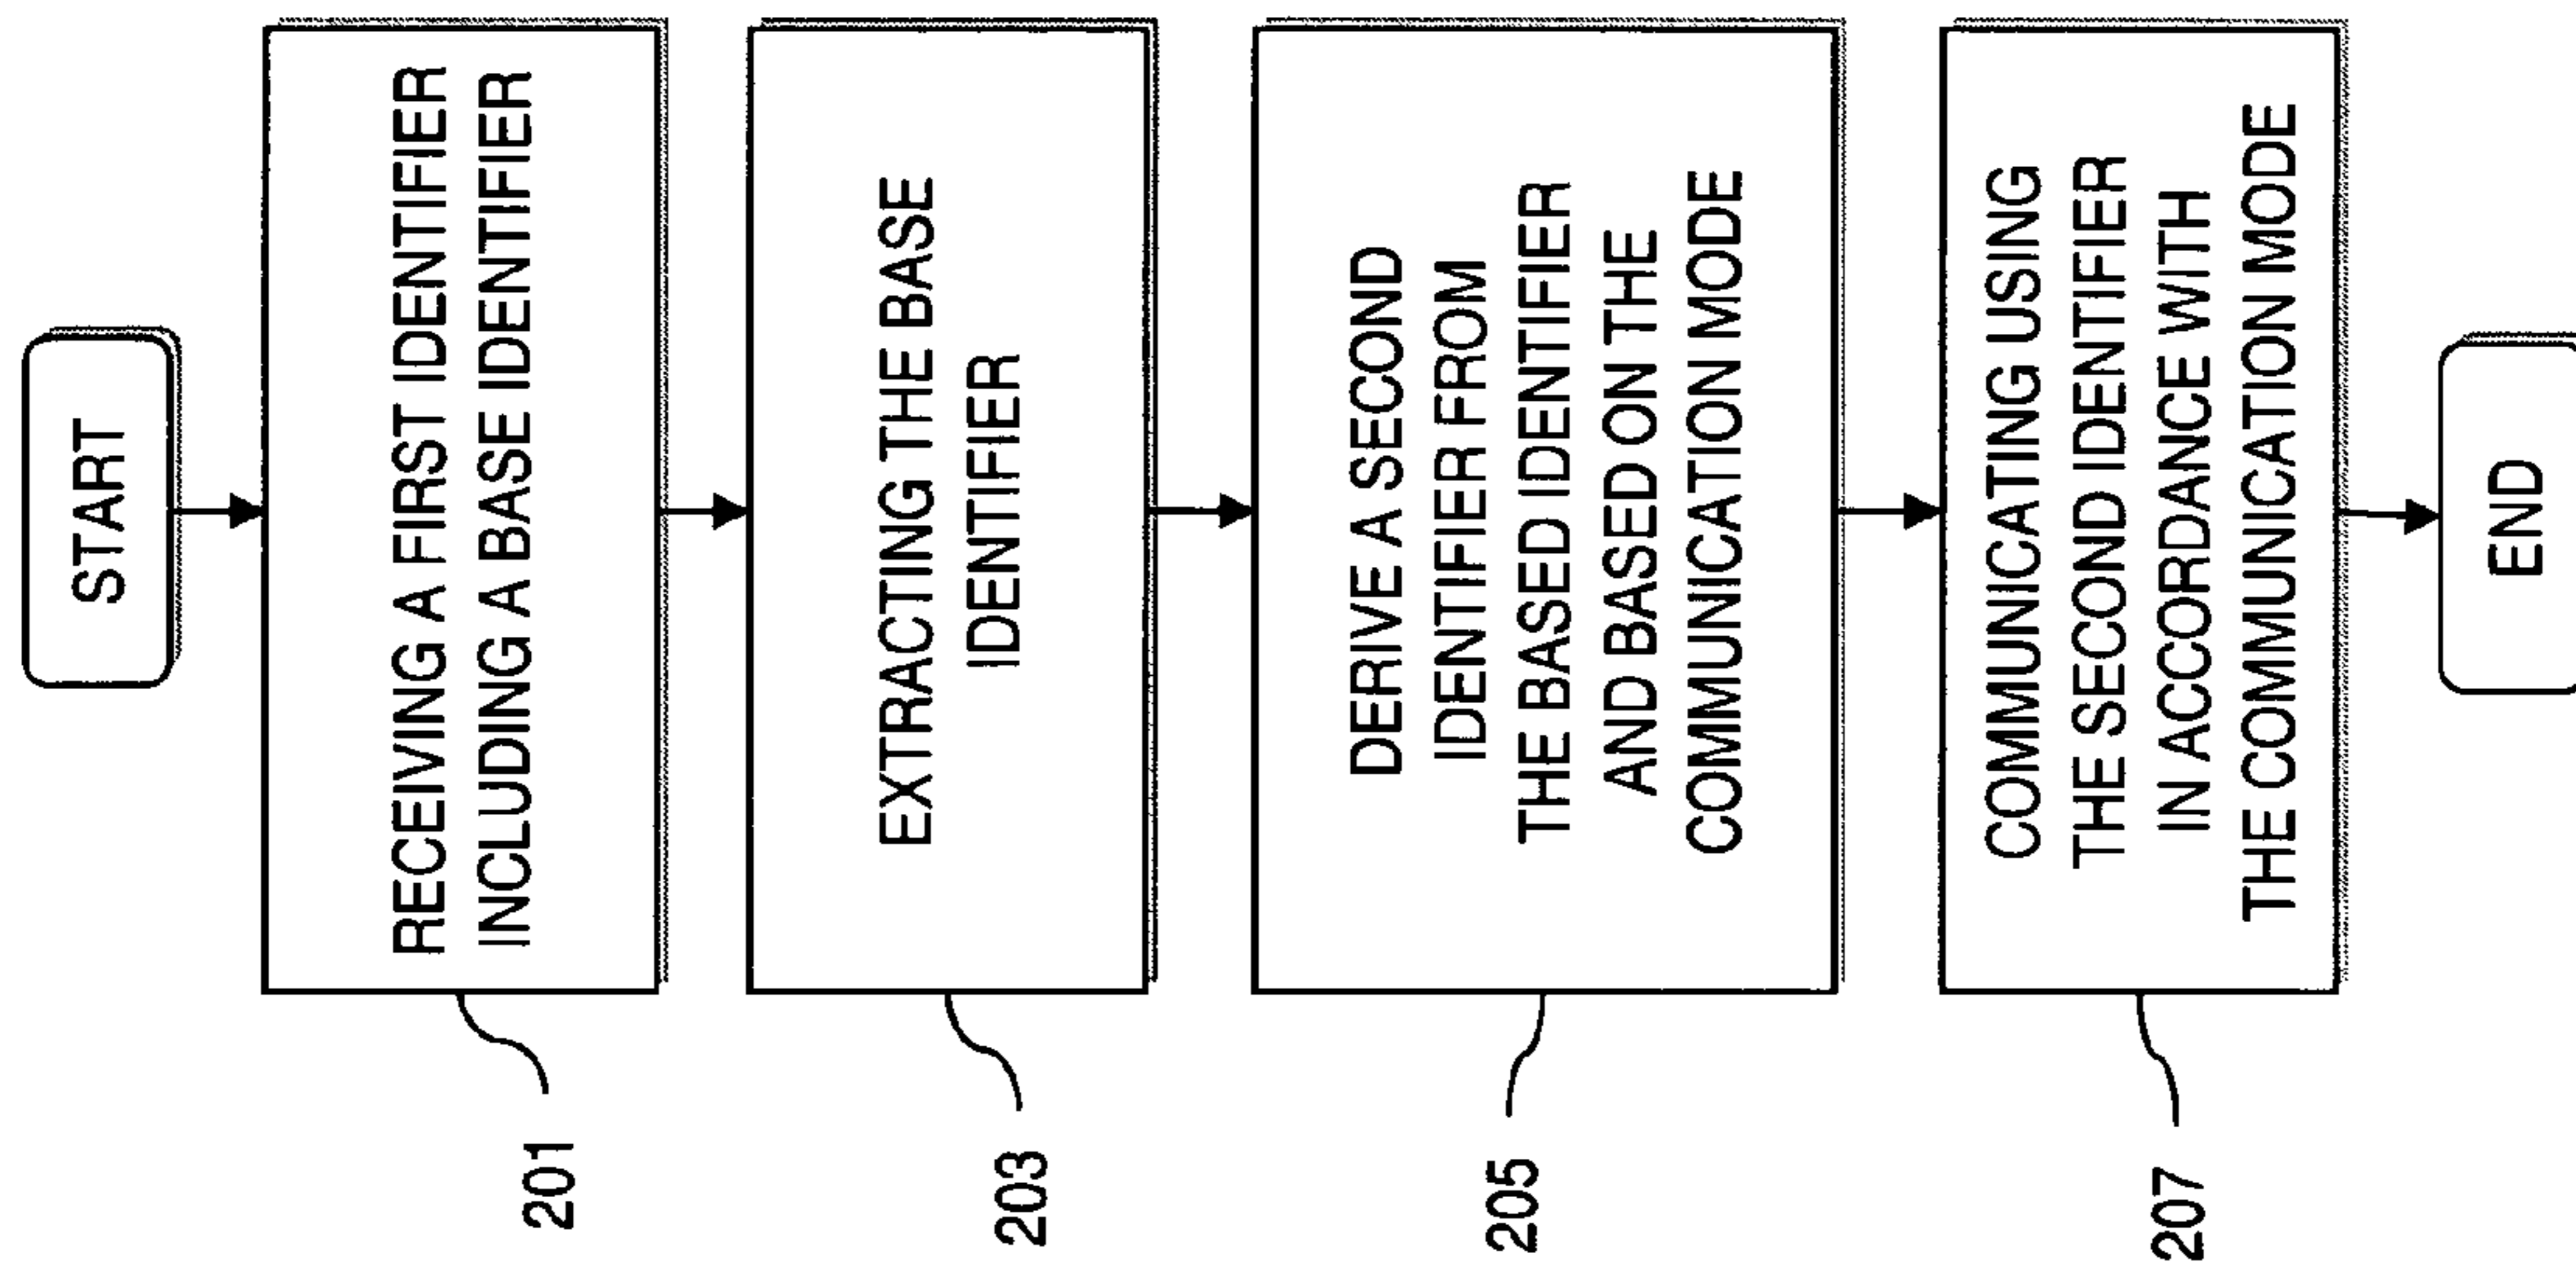 START
RECEIVING A FIRST IDENTIFIER
INCLUDING A BASE IDENTIFIER
201
EXTRACTING THE BASE
IDENTIFIER
203
DERIVE A SECOND
IDENTIFIER FROM
THE BASED IDENTIFIER
AND BASED ON THE
COMMUNICATION MODE
205
COMMUNICATING USING
THE SECOND IDENTIFIER
IN ACCORDANCE WITH
THE COMMUNICATION MODE
207
END